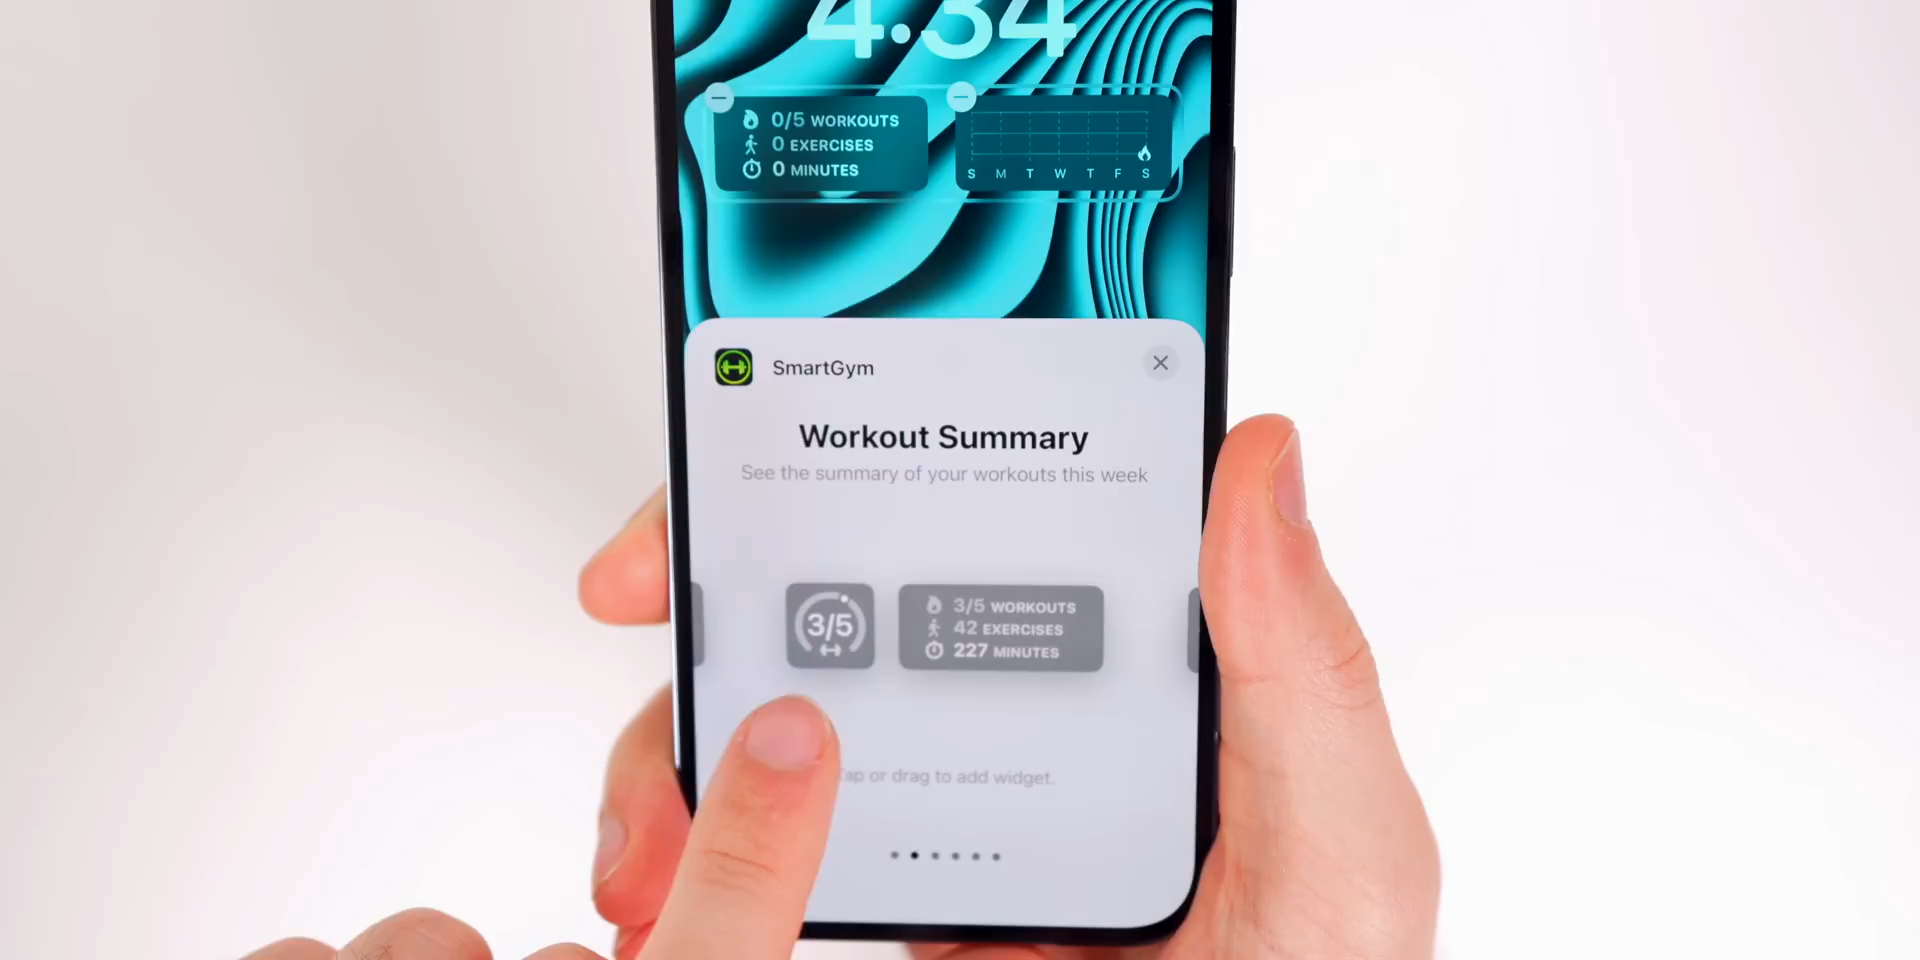 4:34
0/5 WORKOUTS
0 EXERCISES
0 MINUTES
S M T W T F S
SmartGym
Workout Summary
See the summary of your workouts this week
3/5
3/5 WORKOUTS
42 EXERCISES
227 MINUTES
Tap or drag to add widget.